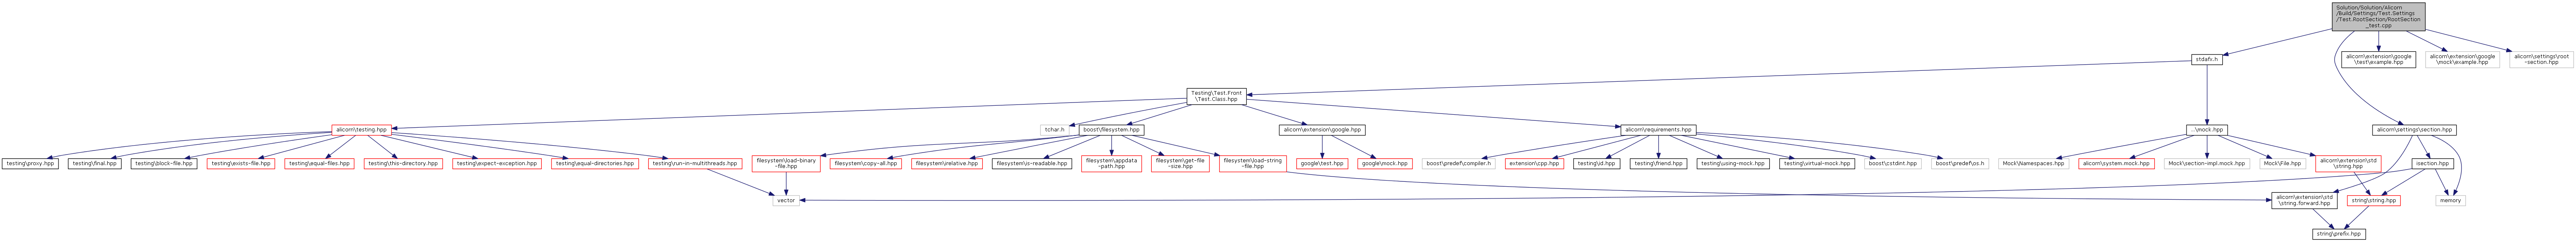 Solution/Solution/Alicorn
/Build/Settings/Test.Settings
/Test.RootSection/RootSection
_test.cpp
stdafx.h
alicorn\extension\google
\test\example.hpp
alicorn\extension\google
\mock\example.hpp
alicorn\settings\root
-section.hpp
Testing\Test.Front
\Test.Class.hpp
alicorn\testing.hpp
tchar.h
boost\filesystem.hpp
alicorn\extension\google.hpp
alicorn\requirements.hpp
...\mock.hpp
alicorn\settings\section.hpp
testing\proxy.hpp
testing\final.hpp
testing\block-file.hpp
testing\exists-file.hpp
testing\equal-files.hpp
testing\this-directory.hpp
testing\expect-exception.hpp
testing\equal-directories.hpp
testing\run-in-multithreads.hpp
filesystem\load-binary
-file.hpp
filesystem\copy-all.hpp
filesystem\relative.hpp
filesystem\is-readable.hpp
filesystem\appdata
-path.hpp
filesystem\get-file
-size.hpp
filesystem\load-string
-file.hpp
google\test.hpp
google\mock.hpp
boost\predef\compiler.h
extension\cpp.hpp
testing\id.hpp
testing\friend.hpp
testing\using-mock.hpp
testing\virtual-mock.hpp
boost\cstdint.hpp
boost\predef\os.h
Mock\Namespaces.hpp
alicorn\system.mock.hpp
Mock\section-impl.mock.hpp
Mock\File.hpp
alicorn\extension\std
\string.hpp
isection.hpp
vector
alicorn\extension\std
\string.forward.hpp
string\string.hpp
memory
string\prefix.hpp